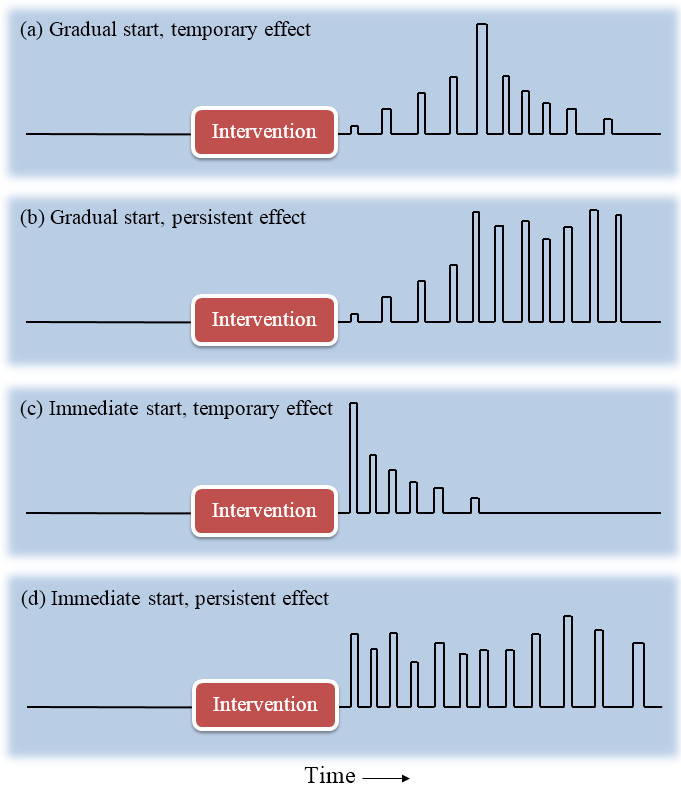 (a) Gradual start, temporary effect
Intervention
(b) Gradual start, persistent effect
Intervention
(c) Immediate start, temporary effect
Intervention
(d) Immediate start, persistent effect
Intervention
Time